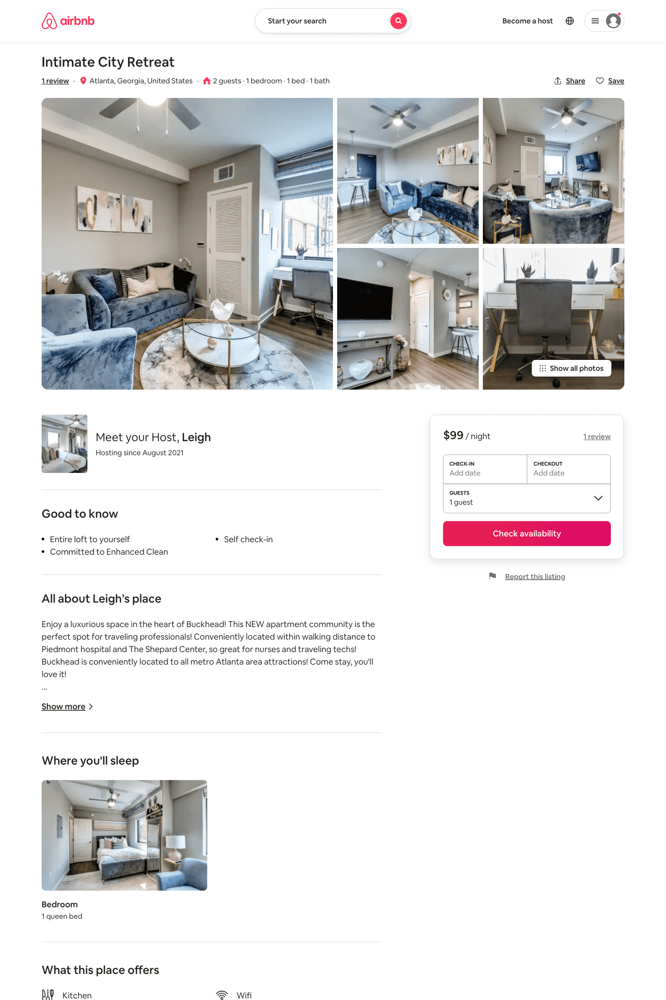 airbnb
Start your search
Become a host
Intimate City Retreat
1 review · Atlanta, Georgia, United States · 2 guests · 1 bedroom · 1 bed · 1 bath
Share
Save
Show all photos
Meet your Host, Leigh
Hosting since August 2021
$99 / night
1 review
CHECK-IN
Add date
CHECKOUT
Add date
GUESTS
1 guest
Check availability
Report this listing
Good to know
• Entire loft to yourself
• Self check-in
• Committed to Enhanced Clean
All about Leigh’s place
Enjoy a luxurious space in the heart of Buckhead! This NEW apartment community is the
perfect spot for traveling professionals! Conveniently located within walking distance to
Piedmont hospital and The Shepard Center, so great for nurses and traveling techs!
Buckhead is conveniently located to all metro Atlanta area attractions! Come stay, you'll
love it!
...
Show more
Where you'll sleep
Bedroom
1 queen bed
What this place offers
Kitchen
Wifi